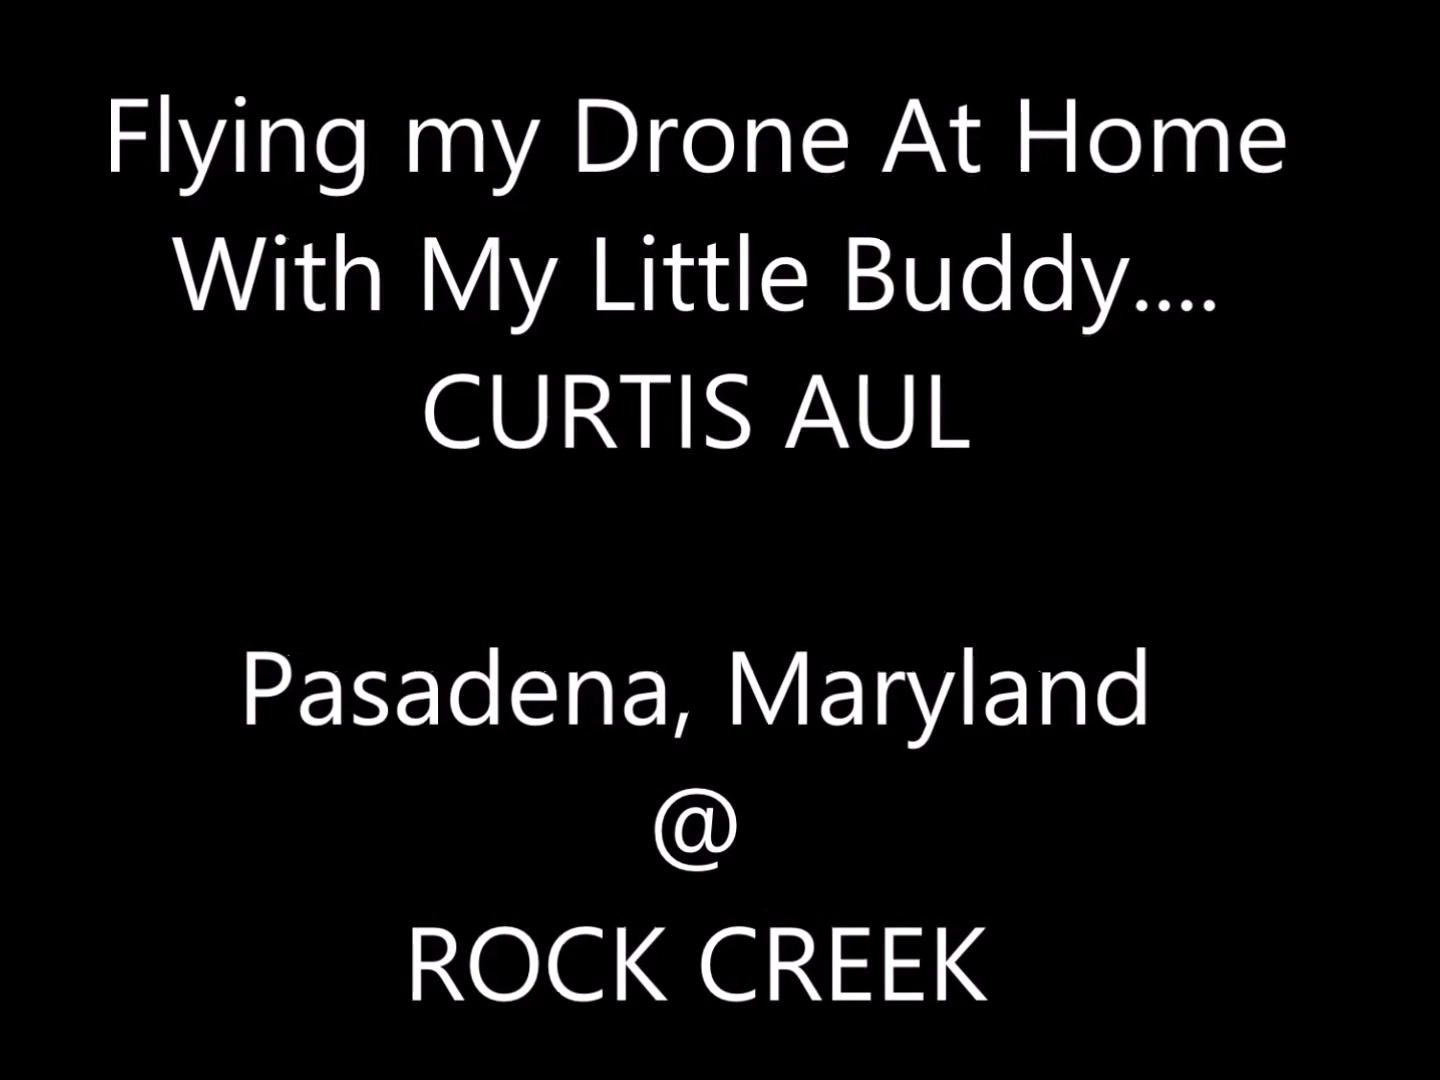 Flying my Drone At Home
With My Little Buddy....
CURTIS AUL
Pasadena, Maryland
@
ROCK CREEK